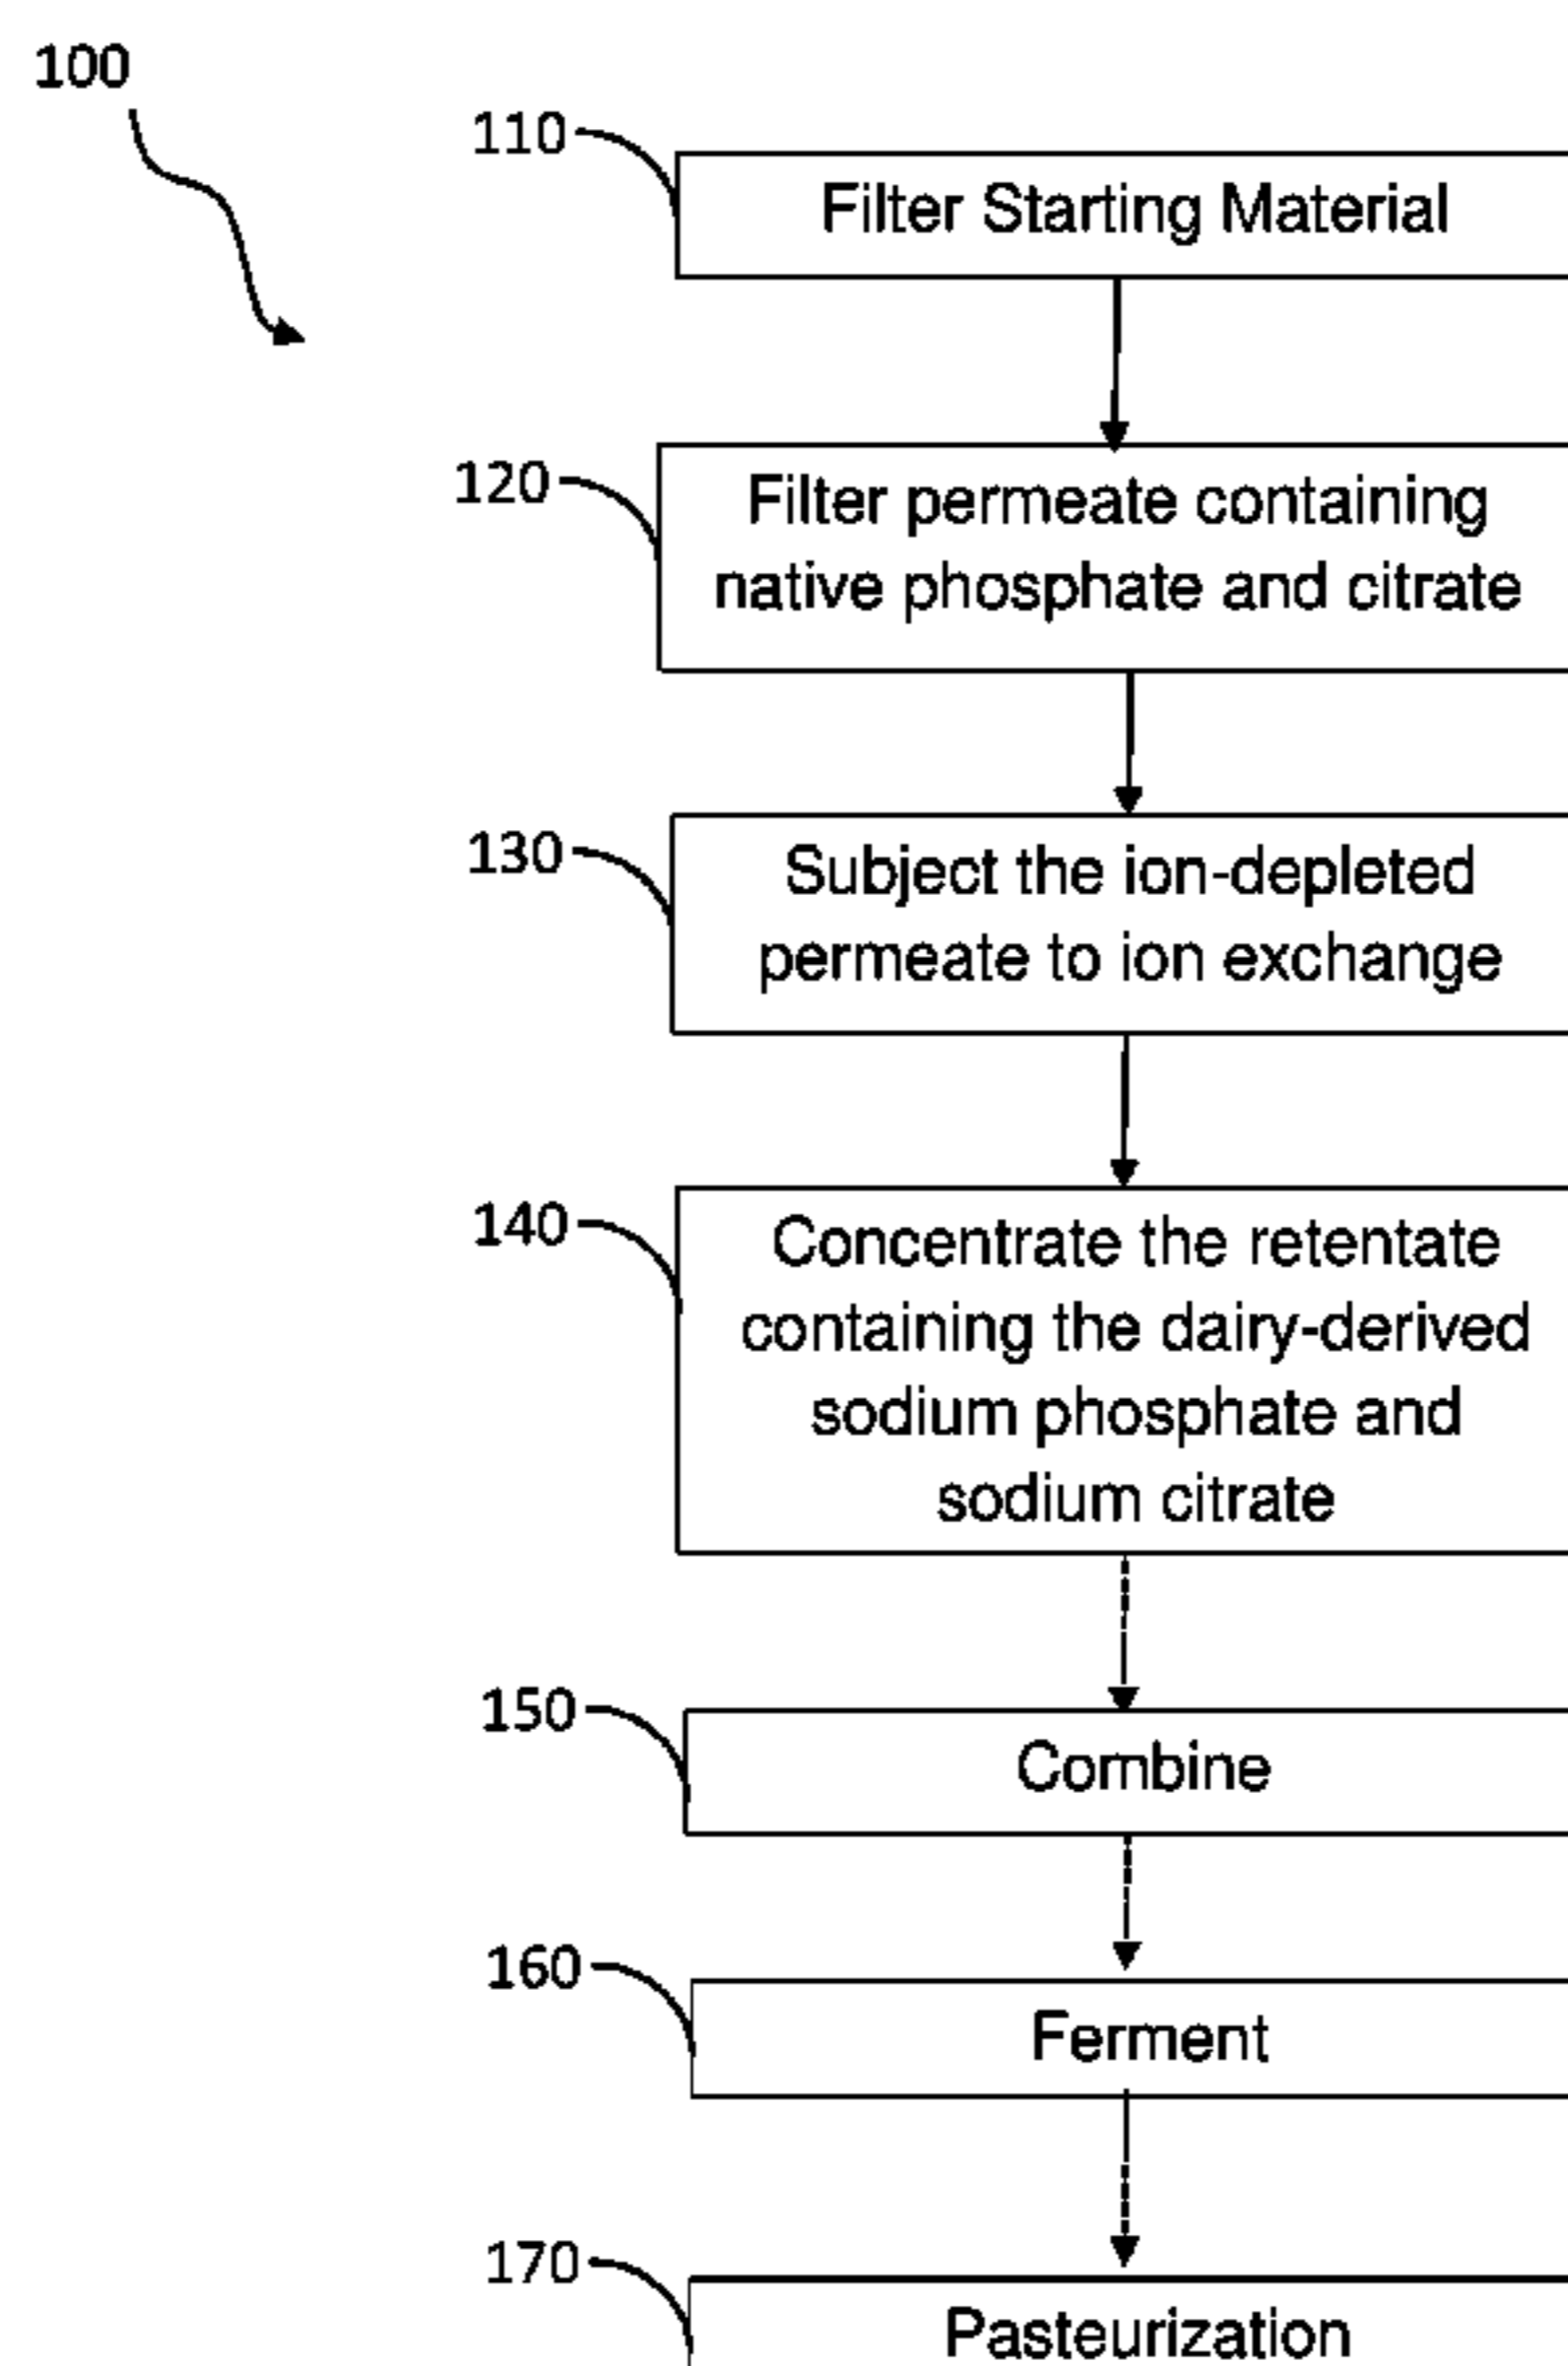 100
110
Filter Starting Material
120
Filter permeate containing
native phosphate and citrate
130
Subject the ion-depleted
permeate to ion exchange
140
Concentrate the retentate
containing the dairy-derived
sodium phosphate and
sodium citrate
150
Combine
160
Ferment
170
Pasteurization